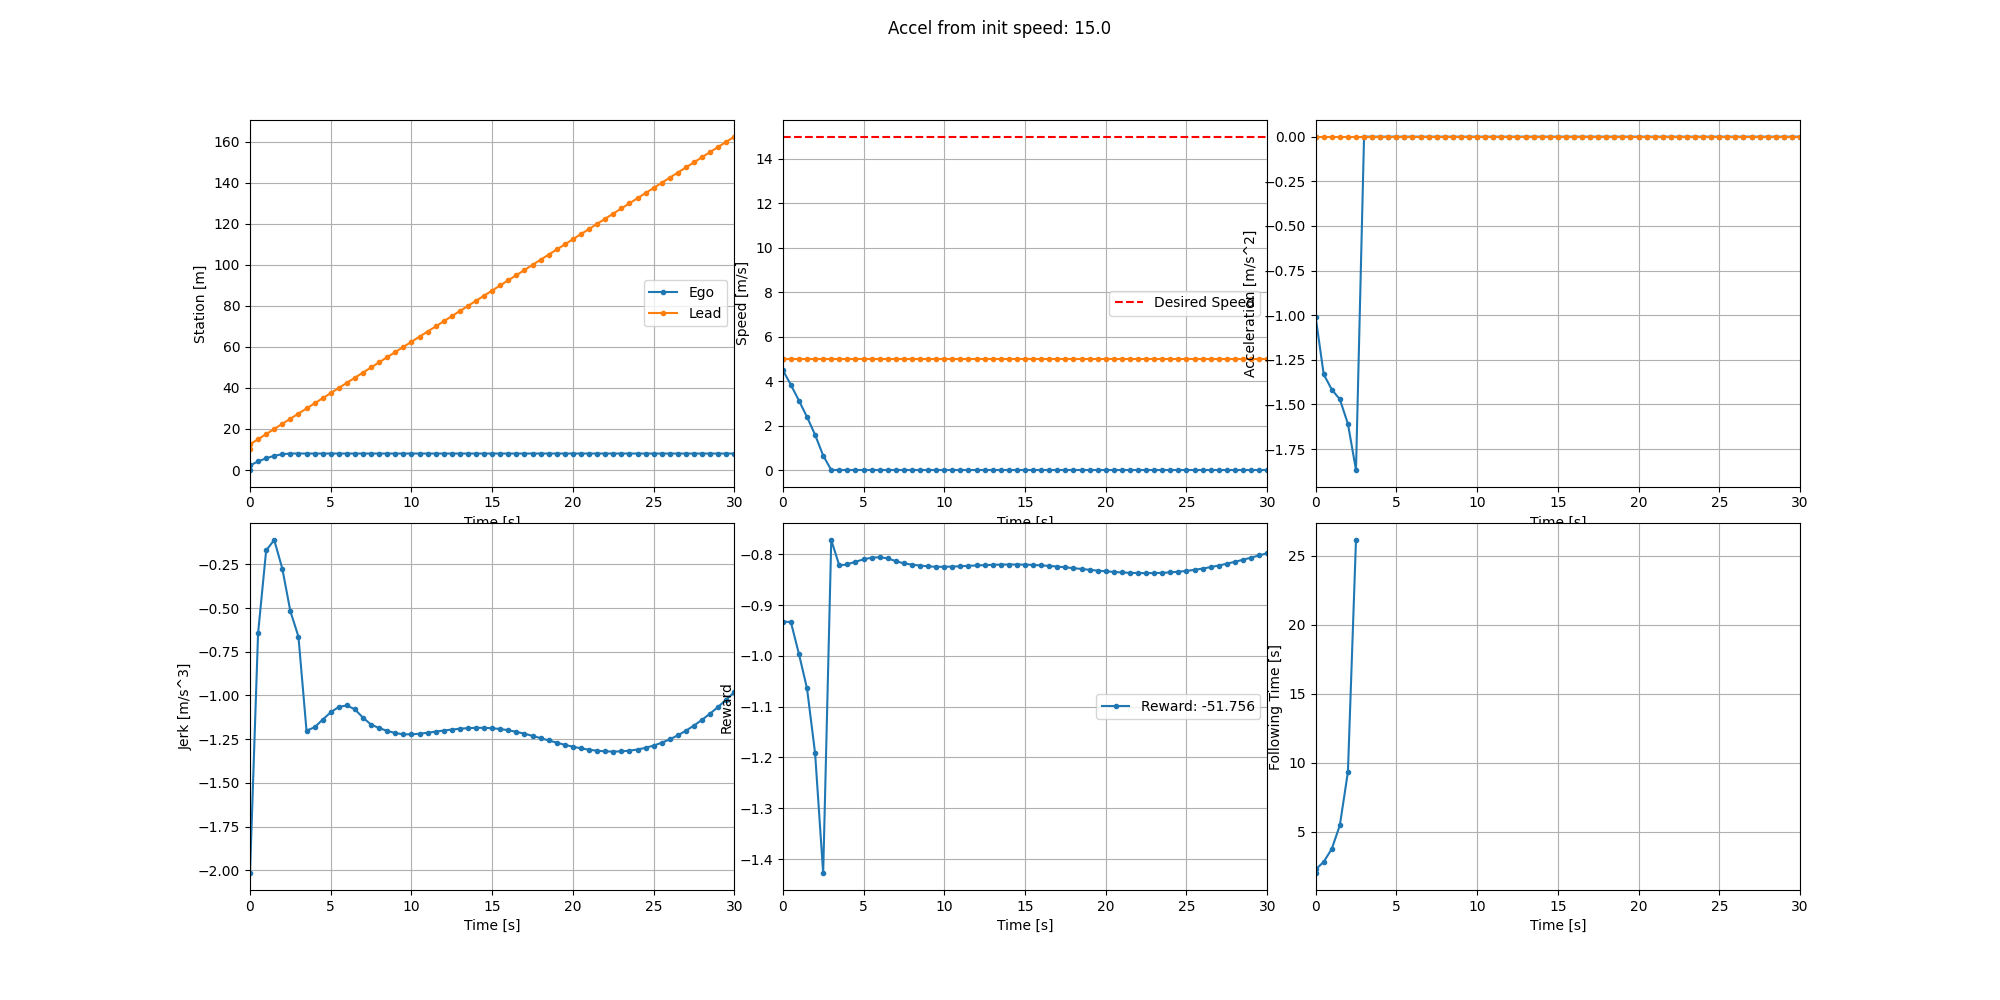 Accel from init speed: 15.0
160
140
120
100
80
60
40
20
0
Station [m]
Ego
Lead
0 5 10 15 20 25 30
Time [s]
14
12
10
8
6
4
2
0
Speed [m/s]
Desired Speed
0 5 10 15 20 25 30
Time [s]
0.00
−0.25
−0.50
−0.75
−1.00
−1.25
−1.50
−1.75
Acceleration [m/s^2]
0 5 10 15 20 25 30
Time [s]
−0.25
−0.50
−0.75
−1.00
−1.25
−1.50
−1.75
−2.00
Jerk [m/s^3]
0 5 10 15 20 25 30
Time [s]
−0.8
−0.9
−1.0
−1.1
−1.2
−1.3
−1.4
Reward
Reward: -51.756
0 5 10 15 20 25 30
Time [s]
25
20
15
10
5
Following Time [s]
0 5 10 15 20 25 30
Time [s]